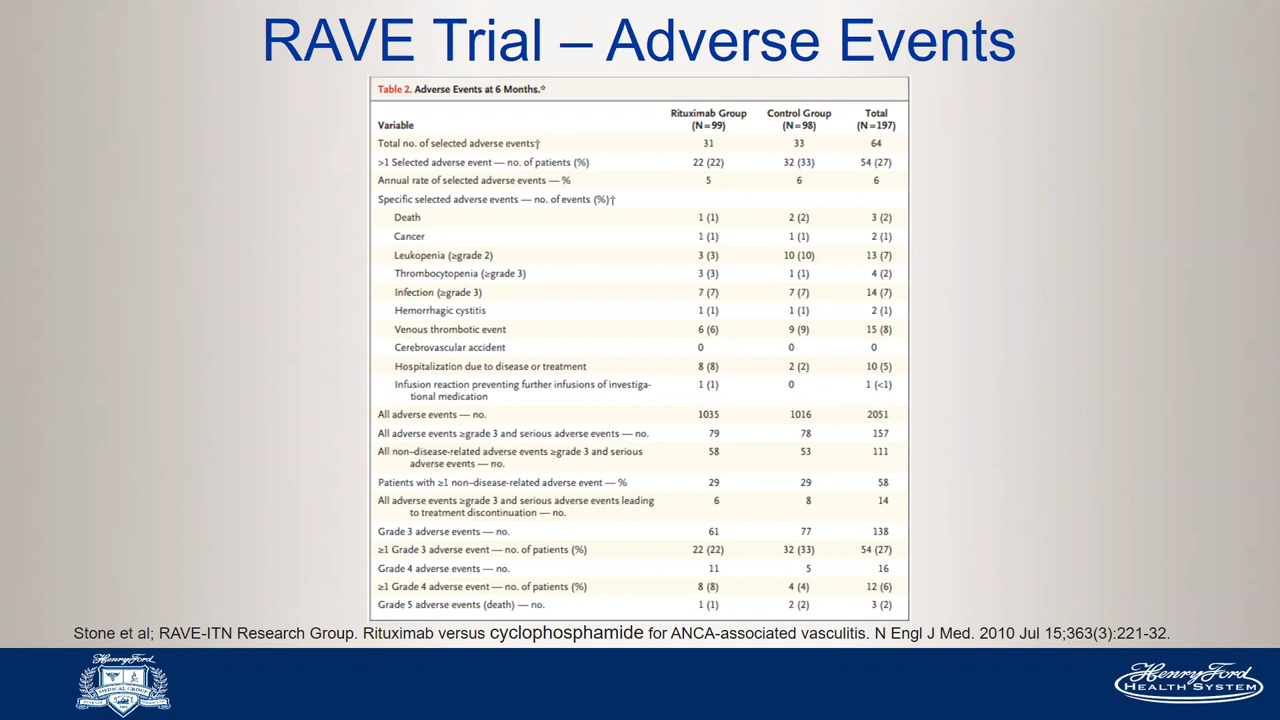 RAVE Trial – Adverse Events
Table 2. Adverse Events at 6 Months.*
Variable Rituximab Group (N=99) Control Group (N=98) Total (N=197)
Total no. of selected adverse events† 31 33 64
>1 Selected adverse event — no. of patients (%) 22 (22) 32 (33) 54 (27)
Annual rate of selected adverse events — % 5 6 6
Specific selected adverse events — no. of events (%)†
Death 1 (1) 2 (2) 3 (2)
Cancer 1 (1) 1 (1) 2 (1)
Leukopenia (≥grade 2) 3 (3) 10 (10) 13 (7)
Thrombocytopenia (≥grade 3) 3 (3) 1 (1) 4 (2)
Infection (≥grade 3) 7 (7) 7 (7) 14 (7)
Hemorrhagic cystitis 1 (1) 1 (1) 2 (1)
Venous thrombotic event 6 (6) 9 (9) 15 (8)
Cerebrovascular accident 0 0 0
Hospitalization due to disease or treatment 8 (8) 2 (2) 10 (5)
Infusion reaction preventing further infusions of investiga- 1 (1) 0 1 (<1)
tional medication
All adverse events — no. 1035 1016 2051
All adverse events ≥grade 3 and serious adverse events — no. 79 78 157
All non–disease-related adverse events ≥grade 3 and serious 58 53 111
adverse events — no.
Patients with ≥1 non–disease-related adverse event — % 29 29 58
All adverse events ≥grade 3 and serious adverse events leading 6 8 14
to treatment discontinuation — no.
Grade 3 adverse events — no. 61 77 138
≥1 Grade 3 adverse event — no. of patients (%) 22 (22) 32 (33) 54 (27)
Grade 4 adverse events — no. 11 5 16
≥1 Grade 4 adverse event — no. of patients (%) 8 (8) 4 (4) 12 (6)
Grade 5 adverse events (death) — no. 1 (1) 2 (2) 3 (2)
Stone et al; RAVE-ITN Research Group. Rituximab versus cyclophosphamide for ANCA-associated vasculitis. N Engl J Med. 2010 Jul 15;363(3):221-32.
Henry Ford
MEDICAL GROUP
Henry Ford
HEALTH SYSTEM